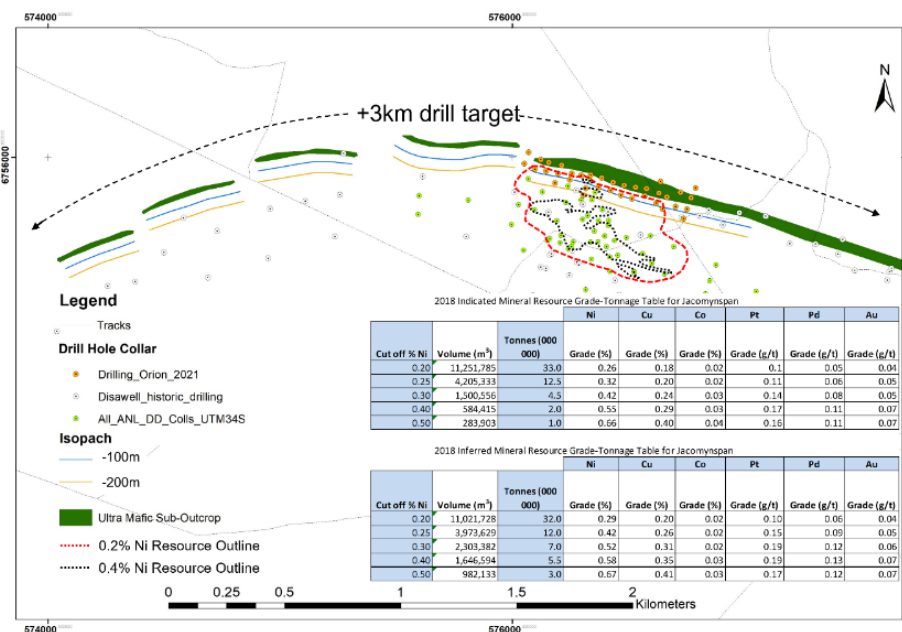 574000
576000
N
+3km drill target
6756000
Legend
Tracks
Drill Hole Collar
Drilling_Orion_2021
Disawell_historic_drilling
All_ANL_DD_Colls_UTM34S
Isopach
-100m
-200m
Ultra Mafic Sub-Outcrop
0.2% Ni Resource Outline
0.4% Ni Resource Outline
2018 Indicated Mineral Resource Grade-Tonnage Table for Jacomynspan
Ni Cu Co Pt Pd Au
Cut off % Ni Volume (m³) Tonnes (000 000) Grade (%) Grade (%) Grade (%) Grade (g/t) Grade (g/t) Grade (g/t)
0.20 11,251,785 33.0 0.26 0.18 0.02 0.1 0.05 0.04
0.25 4,205,333 12.5 0.32 0.20 0.02 0.11 0.06 0.05
0.30 1,500,556 4.5 0.42 0.24 0.03 0.14 0.08 0.05
0.40 584,415 2.0 0.55 0.29 0.03 0.17 0.11 0.07
0.50 283,903 1.0 0.66 0.40 0.04 0.16 0.11 0.07
2018 Inferred Mineral Resource Grade-Tonnage Table for Jacomynspan
Ni Cu Co Pt Pd Au
Cut off % Ni Volume (m³) Tonnes (000 000) Grade (%) Grade (%) Grade (%) Grade (g/t) Grade (g/t) Grade (g/t)
0.20 11,021,728 32.0 0.29 0.20 0.02 0.10 0.06 0.04
0.25 3,973,629 12.0 0.42 0.26 0.02 0.15 0.09 0.05
0.30 2,303,382 7.0 0.52 0.31 0.02 0.19 0.12 0.06
0.40 1,646,594 5.5 0.58 0.35 0.03 0.19 0.13 0.07
0.50 982,133 3.0 0.67 0.41 0.03 0.17 0.12 0.07
0 0.25 0.5 1 1.5 2
Kilometers
574000
576000